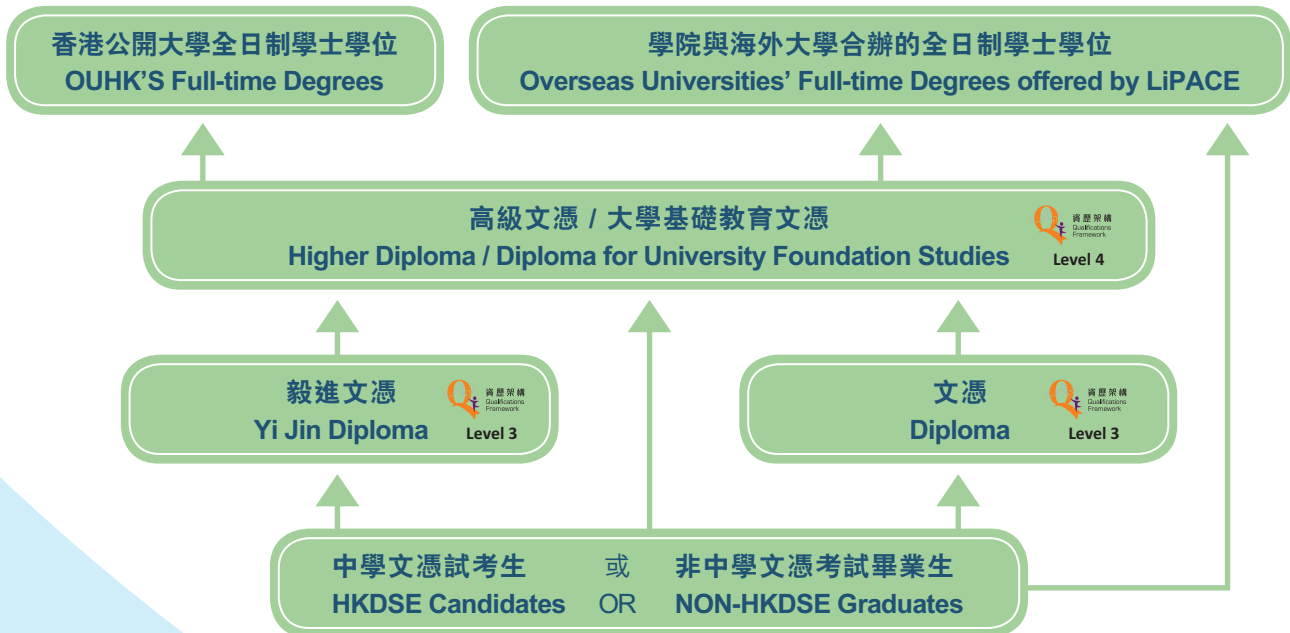 香港公開大學全日制學士學位
OUHK'S Full-time Degrees
學院與海外大學合辦的全日制學士學位
Overseas Universities' Full-time Degrees offered by LiPACE
高級文憑 / 大學基礎教育文憑
Higher Diploma / Diploma for University Foundation Studies
資歷架構
Qualifications
Framework
Level 4
毅進文憑
Yi Jin Diploma
資歷架構
Qualifications
Framework
Level 3
文憑
Diploma
資歷架構
Qualifications
Framework
Level 3
中學文憑試考生 或 非中學文憑考試畢業生
HKDSE Candidates OR NON-HKDSE Graduates